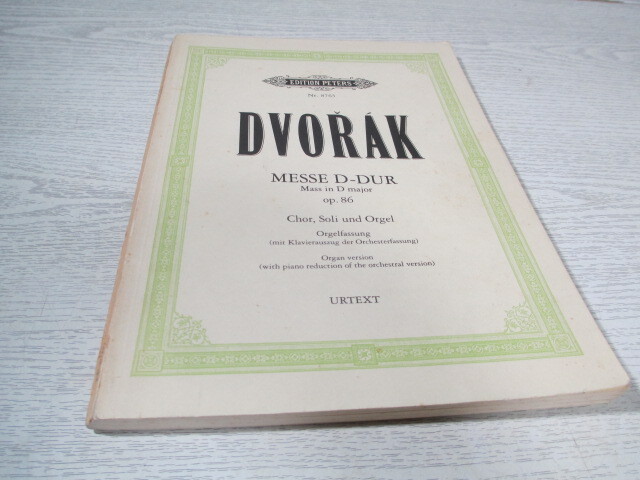 EDITION PETERS
DVOŘÁK
MESSE D-DUR
Mass in D major
op. 86
Chor, Soli und Orgel
Orgelfassung
(mit Klavierauszug der Orchesterfassung)
Organ version
(with piano reduction of the orchestral version)
URTEXT